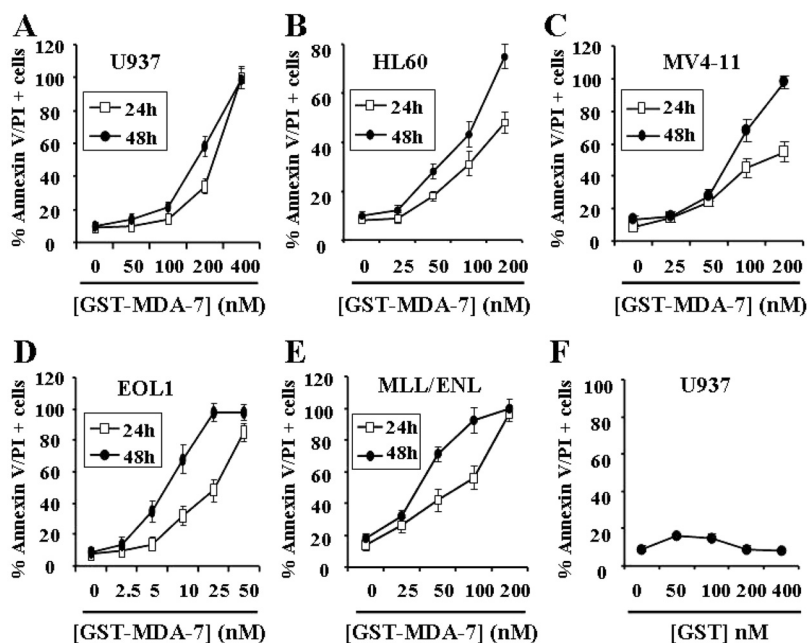 A
U937
% Annexin V/PI + cells
120
100
80
60
40
20
0
24h
48h
0 50 100 200 400
[GST-MDA-7] (nM)
B
HL60
% Annexin V/PI + cells
80
60
40
20
0
24h
48h
0 25 50 100 200
[GST-MDA-7] (nM)
C
MV4-11
% Annexin V/PI + cells
120
100
80
60
40
20
0
24h
48h
0 25 50 100 200
[GST-MDA-7] (nM)
D
EOL1
% Annexin V/PI + cells
120
100
80
60
40
20
0
24h
48h
0 2.5 5 10 25 50
[GST-MDA-7] (nM)
E
MLL/ENL
% Annexin V/PI + cells
120
100
80
60
40
20
0
24h
48h
0 25 50 100 200
[GST-MDA-7] (nM)
F
U937
% Annexin V/PI + cells
100
80
60
40
20
0
0 50 100 200 400
[GST] nM